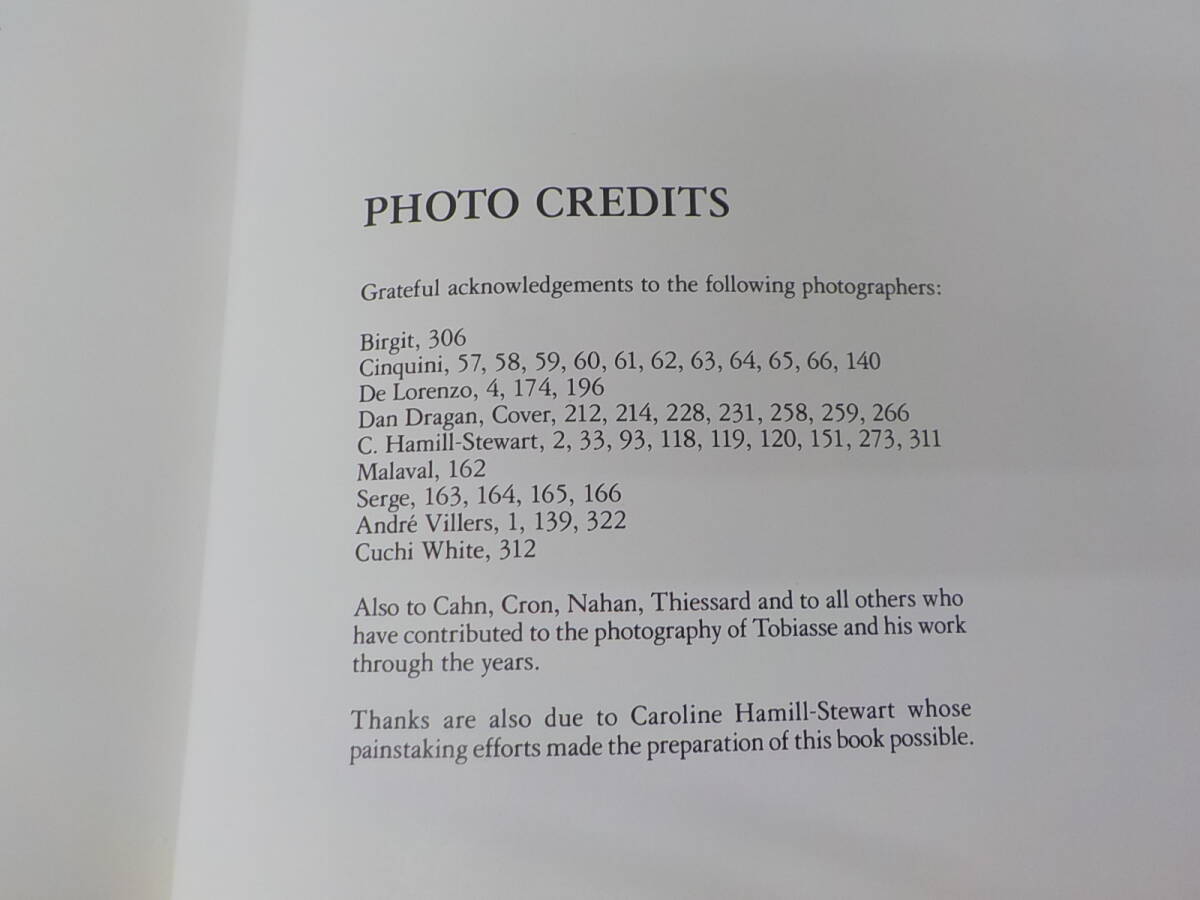 PHOTO CREDITS
Grateful acknowledgements to the following photographers:
Birgit, 306
Cinquini, 57, 58, 59, 60, 61, 62, 63, 64, 65, 66, 140
De Lorenzo, 4, 174, 196
Dan Dragan, Cover, 212, 214, 228, 231, 258, 259, 266
C. Hamill-Stewart, 2, 33, 93, 118, 119, 120, 151, 273, 311
Malaval, 162
Serge, 163, 164, 165, 166
André Villers, 1, 139, 322
Cuchi White, 312
Also to Cahn, Cron, Nahan, Thiessard and to all others who
have contributed to the photography of Tobiasse and his work
through the years.
Thanks are also due to Caroline Hamill-Stewart whose
painstaking efforts made the preparation of this book possible.